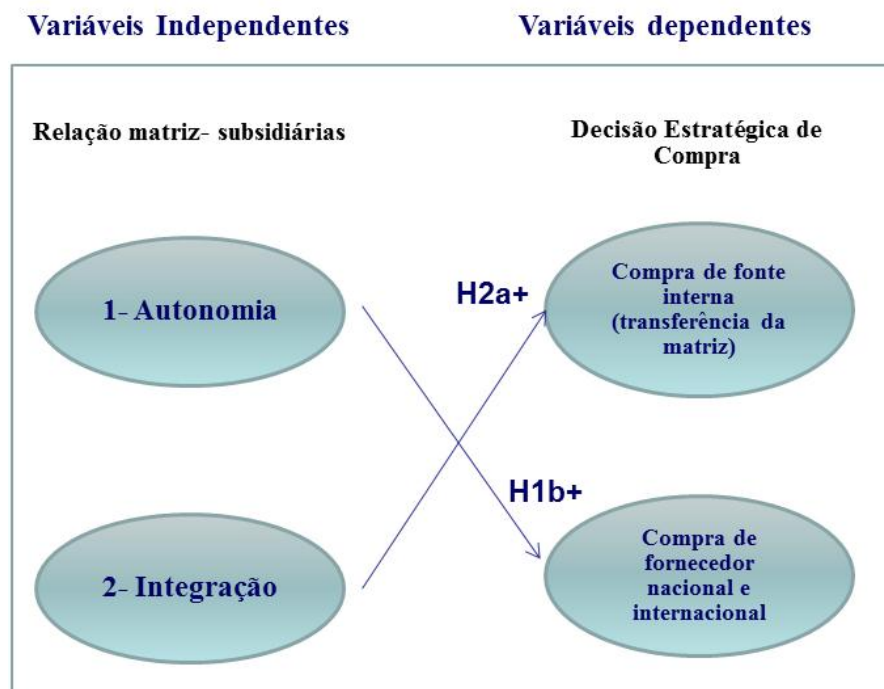 Variáveis Independentes
Variáveis dependentes
Relação matriz- subsidiárias
Decisão Estratégica de
Compra
1- Autonomia
H2a+
Compra de fonte
interna
(transferência da
matriz)
H1b+
2- Integração
Compra de
fornecedor
nacional e
internacional